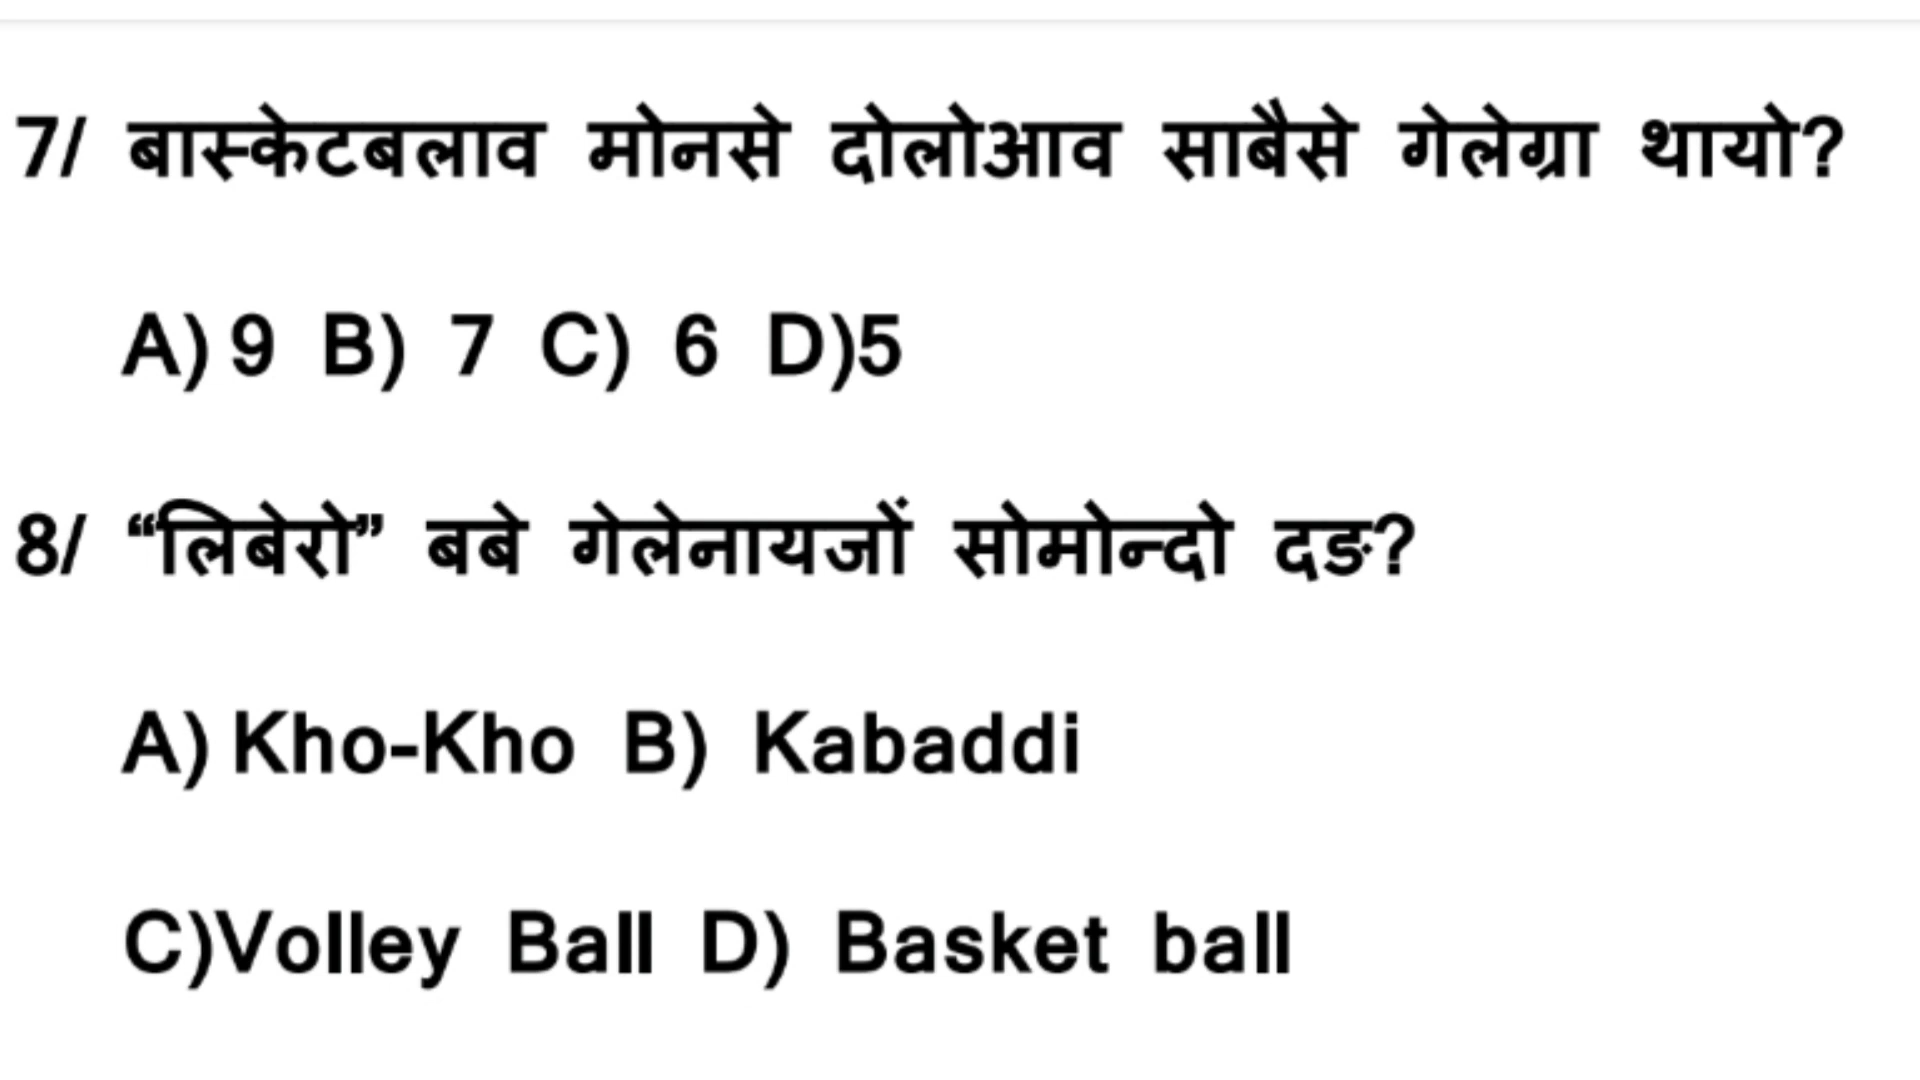 7/ बास्केटबलाव मोनसे दोलोआव साबैसे गेलेग्रा थायो?
A) 9 B) 7 C) 6 D)5
8/ “लिबेरो” बबे गेलेनायजों सोमोन्दो दङ?
A) Kho-Kho B) Kabaddi
C)Volley Ball D) Basket ball